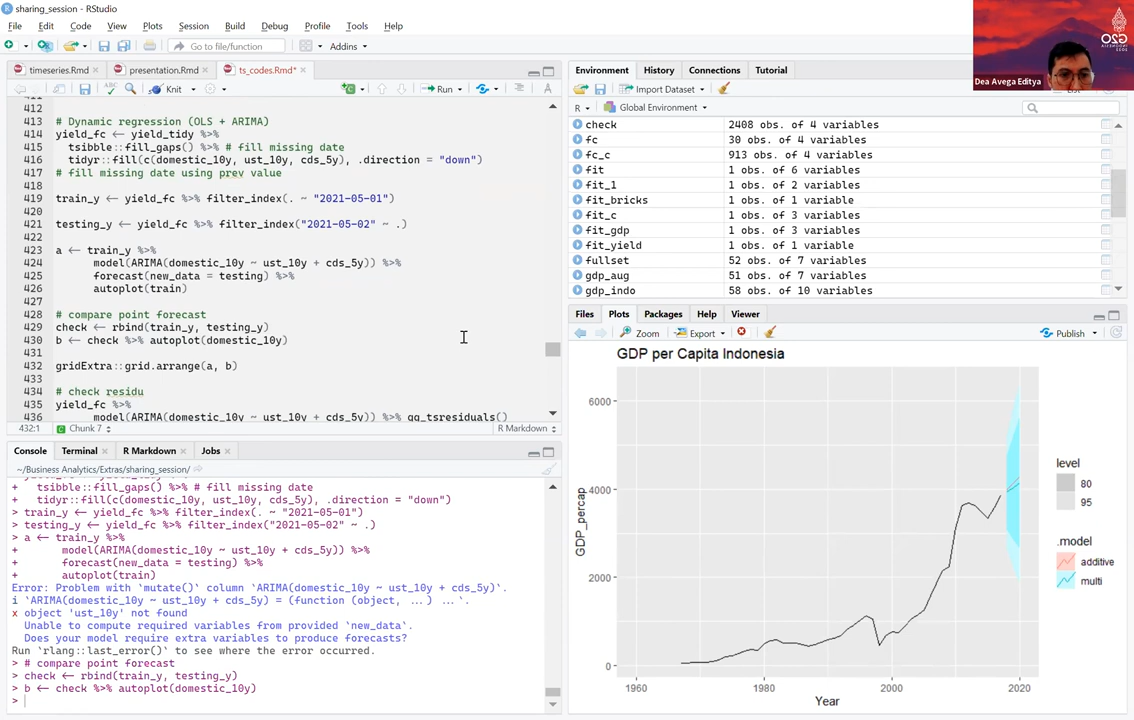 sharing_session - RStudio
File Edit Code View Plots Session Build Debug Profile Tools Help
Go to file/function Addins
timeseries.Rmd presentation.Rmd ts_codes.Rmd*
Knit Run
412
413 # Dynamic regression (OLS + ARIMA)
414 yield_fc ← yield_tidy %>%
415 tsibble::fill_gaps() %>% # fill missing date
416 tidyr::fill(c(domestic_10y, ust_10y, cds_5y), .direction = "down")
417 # fill missing date using prev value
418
419 train_y ← yield_fc %>% filter_index(. ~ "2021-05-01")
420
421 testing_y ← yield_fc %>% filter_index("2021-05-02" ~ .)
422
423 a ← train_y %>%
424 model(ARIMA(domestic_10y ~ ust_10y + cds_5y)) %>%
425 forecast(new_data = testing) %>%
426 autoplot(train)
427
428 # compare point forecast
429 check ← rbind(train_y, testing_y)
430 b ← check %>% autoplot(domestic_10y)
431
432 gridExtra::grid.arrange(a, b)
433
434 # check residu
435 yield_fc %>%
436 model(ARIMA(domestic_10y ~ ust_10y + cds_5y)) %>% gg_tsresiduals()
432:1 Chunk 7 R Markdown
Console Terminal R Markdown Jobs
~/Business Analytics/Extras/sharing_session/
+ tsibble::fill_gaps() %>% # fill missing date
+ tidyr::fill(c(domestic_10y, ust_10y, cds_5y), .direction = "down")
> train_y ← yield_fc %>% filter_index(. ~ "2021-05-01")
> testing_y ← yield_fc %>% filter_index("2021-05-02" ~ .)
> a ← train_y %>%
+ model(ARIMA(domestic_10y ~ ust_10y + cds_5y)) %>%
+ forecast(new_data = testing) %>%
+ autoplot(train)
Error: Problem with `mutate()` column `ARIMA(domestic_10y ~ ust_10y + cds_5y)`.
i `ARIMA(domestic_10y ~ ust_10y + cds_5y) = (function (object, ...) ...`.
x object 'ust_10y' not found
Unable to compute required variables from provided `new_data`.
Does your model require extra variables to produce forecasts?
Run `rlang::last_error()` to see where the error occurred.
> # compare point forecast
> check ← rbind(train_y, testing_y)
> b ← check %>% autoplot(domestic_10y)
>
Environment History Connections Tutorial
Import Dataset
R Global Environment
check 2408 obs. of 4 variables
fc 30 obs. of 4 variables
fc_c 913 obs. of 4 variables
fit 1 obs. of 6 variables
fit_1 1 obs. of 2 variables
fit_bricks 1 obs. of 1 variable
fit_c 1 obs. of 3 variables
fit_gdp 1 obs. of 3 variables
fit_yield 1 obs. of 1 variable
fullset 52 obs. of 7 variables
gdp_aug 51 obs. of 7 variables
gdp_indo 58 obs. of 10 variables
Files Plots Packages Help Viewer
Zoom Export Publish
GDP per Capita Indonesia
6000
4000
2000
0
GDP_percap
1960 1980 2000 2020
Year
level
80
95
.model
additive
multi
G20
Dea Avega Editya